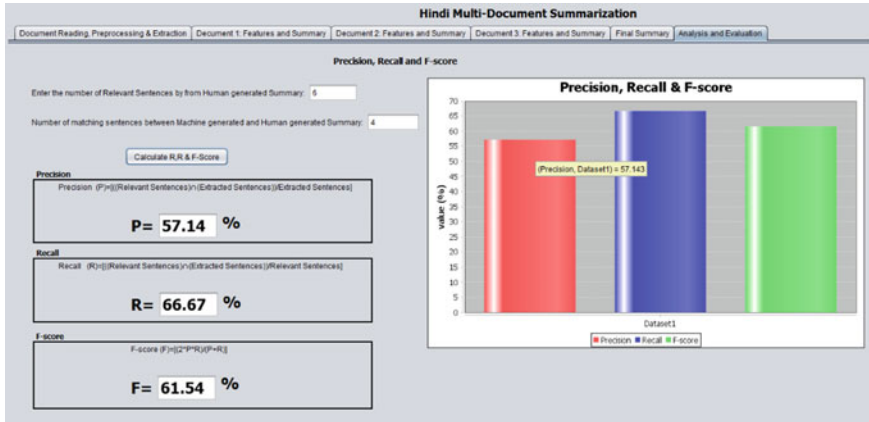 Hindi Multi-Document Summarization
Document Reading, Preprocessing & Extraction Document 1: Features and Summary Document 2: Features and Summary Document 3: Features and Summary Final Summary Analysis and Evaluation
Precision, Recall and F-score
Enter the number of Relevant Sentences by from Human generated Summary: 6
Number of matching sentences between Machine generated and Human generated Summary: 4
Calculate R,R & F-Score
Precision
Precision (P)=[((Relevant Sentences)∩(Extracted Sentences))/Extracted Sentences]
P= 57.14 %
Recall
Recall (R)=[((Relevant Sentences)∩(Extracted Sentences))/Relevant Sentences]
R= 66.67 %
F-score
F-score (F)=[(2*P*R)/(P+R)]
F= 61.54 %
Precision, Recall & F-score
value (%)
70
65
60
55
50
45
40
35
30
25
20
15
10
5
0
(Precision, Dataset1) = 57.143
Dataset1
Precision Recall F-score